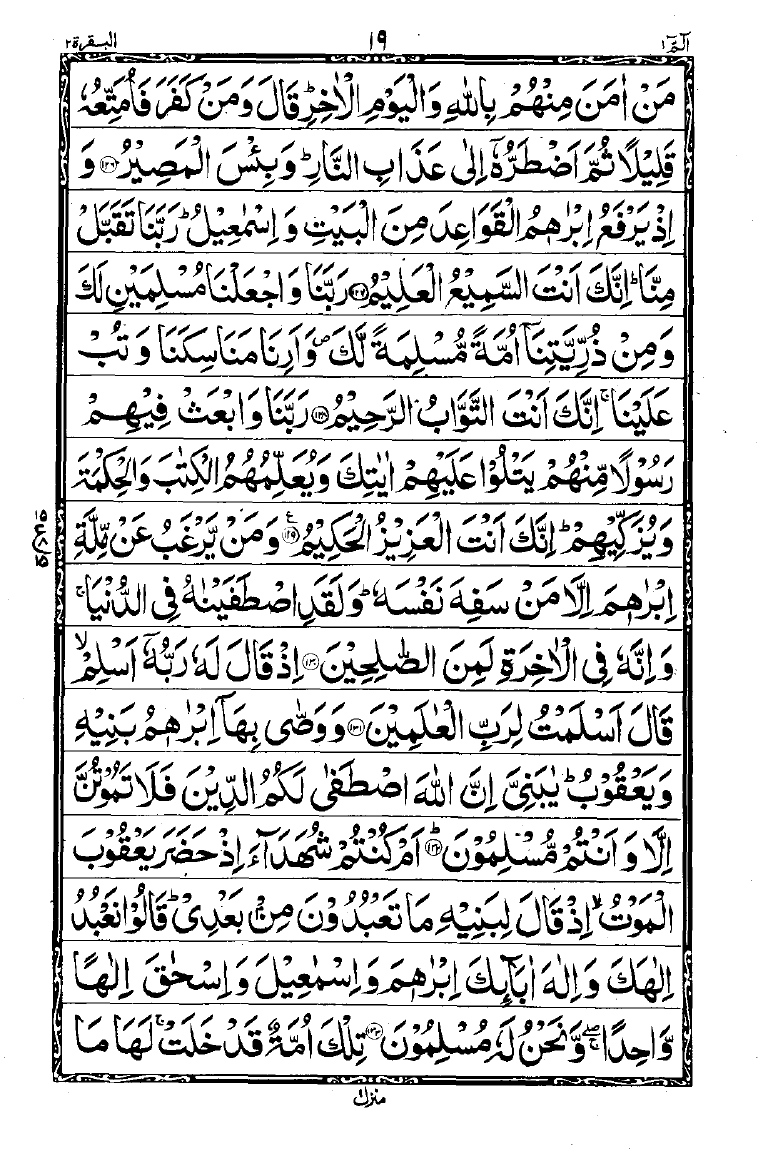 الٓمّٓ ١ ١٩ البقرة ٢
مَنْ اٰمَنَ مِنْهُمْ بِاللّٰهِ وَالْيَوْمِ الْاٰخِرِ ؕ قَالَ وَمَنْ كَفَرَ فَاُمَتِّعُهٗ
قَلِيْلًا ثُمَّ اَضْطَرُّهٗۤ اِلٰى عَذَابِ النَّارِ ؕ وَبِئْسَ الْمَصِيْرُ ﴿۱۲۶﴾ وَ
اِذْ يَرْفَعُ اِبْرٰهٖمُ الْقَوَاعِدَ مِنَ الْبَيْتِ وَاِسْمٰعِيْلُ ؕ رَبَّنَا تَقَبَّلْ
مِنَّا ؕ اِنَّكَ اَنْتَ السَّمِيْعُ الْعَلِيْمُ ﴿۱۲۷﴾ رَبَّنَا وَاجْعَلْنَا مُسْلِمَيْنِ لَكَ
وَمِنْ ذُرِّيَّتِنَاۤ اُمَّةً مُّسْلِمَةً لَّكَ ۪ وَاَرِنَا مَنَاسِكَنَا وَتُبْ
عَلَيْنَا ۚ اِنَّكَ اَنْتَ التَّوَّابُ الرَّحِيْمُ ﴿۱۲۸﴾ رَبَّنَا وَابْعَثْ فِيْهِمْ
رَسُوْلًا مِّنْهُمْ يَتْلُوْا عَلَيْهِمْ اٰيٰتِكَ وَيُعَلِّمُهُمُ الْكِتٰبَ وَالْحِكْمَةَ
وَيُزَكِّيْهِمْ ؕ اِنَّكَ اَنْتَ الْعَزِيْزُ الْحَكِيْمُ ﴿۱۲۹﴾ ع وَمَنْ يَّرْغَبُ عَنْ مِّلَّةِ
اِبْرٰهٖمَ اِلَّا مَنْ سَفِهَ نَفْسَهٗ ؕ وَلَقَدِ اصْطَفَيْنٰهُ فِى الدُّنْيَا ۚ
وَاِنَّهٗ فِى الْاٰخِرَةِ لَمِنَ الصّٰلِحِيْنَ ﴿۱۳۰﴾ اِذْ قَالَ لَهٗ رَبُّهٗۤ اَسْلِمْ ۙ
قَالَ اَسْلَمْتُ لِرَبِّ الْعٰلَمِيْنَ ﴿۱۳۱﴾ وَوَصّٰى بِهَاۤ اِبْرٰهٖمُ بَنِيْهِ
وَيَعْقُوْبُ ؕ يٰبَنِىَّ اِنَّ اللّٰهَ اصْطَفٰى لَكُمُ الدِّيْنَ فَلَا تَمُوْتُنَّ
اِلَّا وَاَنْتُمْ مُّسْلِمُوْنَ ؕ ﴿۱۳۲﴾ اَمْ كُنْتُمْ شُهَدَآءَ اِذْ حَضَرَ يَعْقُوْبَ
الْمَوْتُ ۙ اِذْ قَالَ لِبَنِيْهِ مَا تَعْبُدُوْنَ مِنْۢ بَعْدِىْ ؕ قَالُوْا نَعْبُدُ
اِلٰهَكَ وَاِلٰهَ اٰبَآئِكَ اِبْرٰهٖمَ وَاِسْمٰعِيْلَ وَاِسْحٰقَ اِلٰهًا
وَّاحِدًا ۖۚ وَّنَحْنُ لَهٗ مُسْلِمُوْنَ ﴿۱۳۳﴾ تِلْكَ اُمَّةٌ قَدْ خَلَتْ ۚ لَهَا مَا
منزل